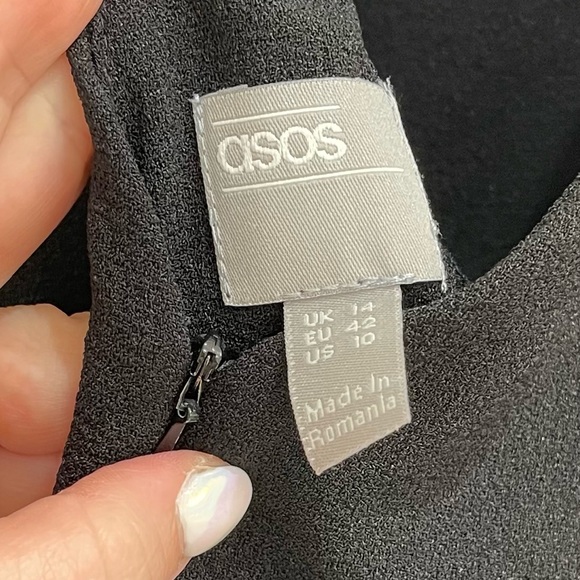 asos
UK 14
EU 42
US 10
Made In
Romania